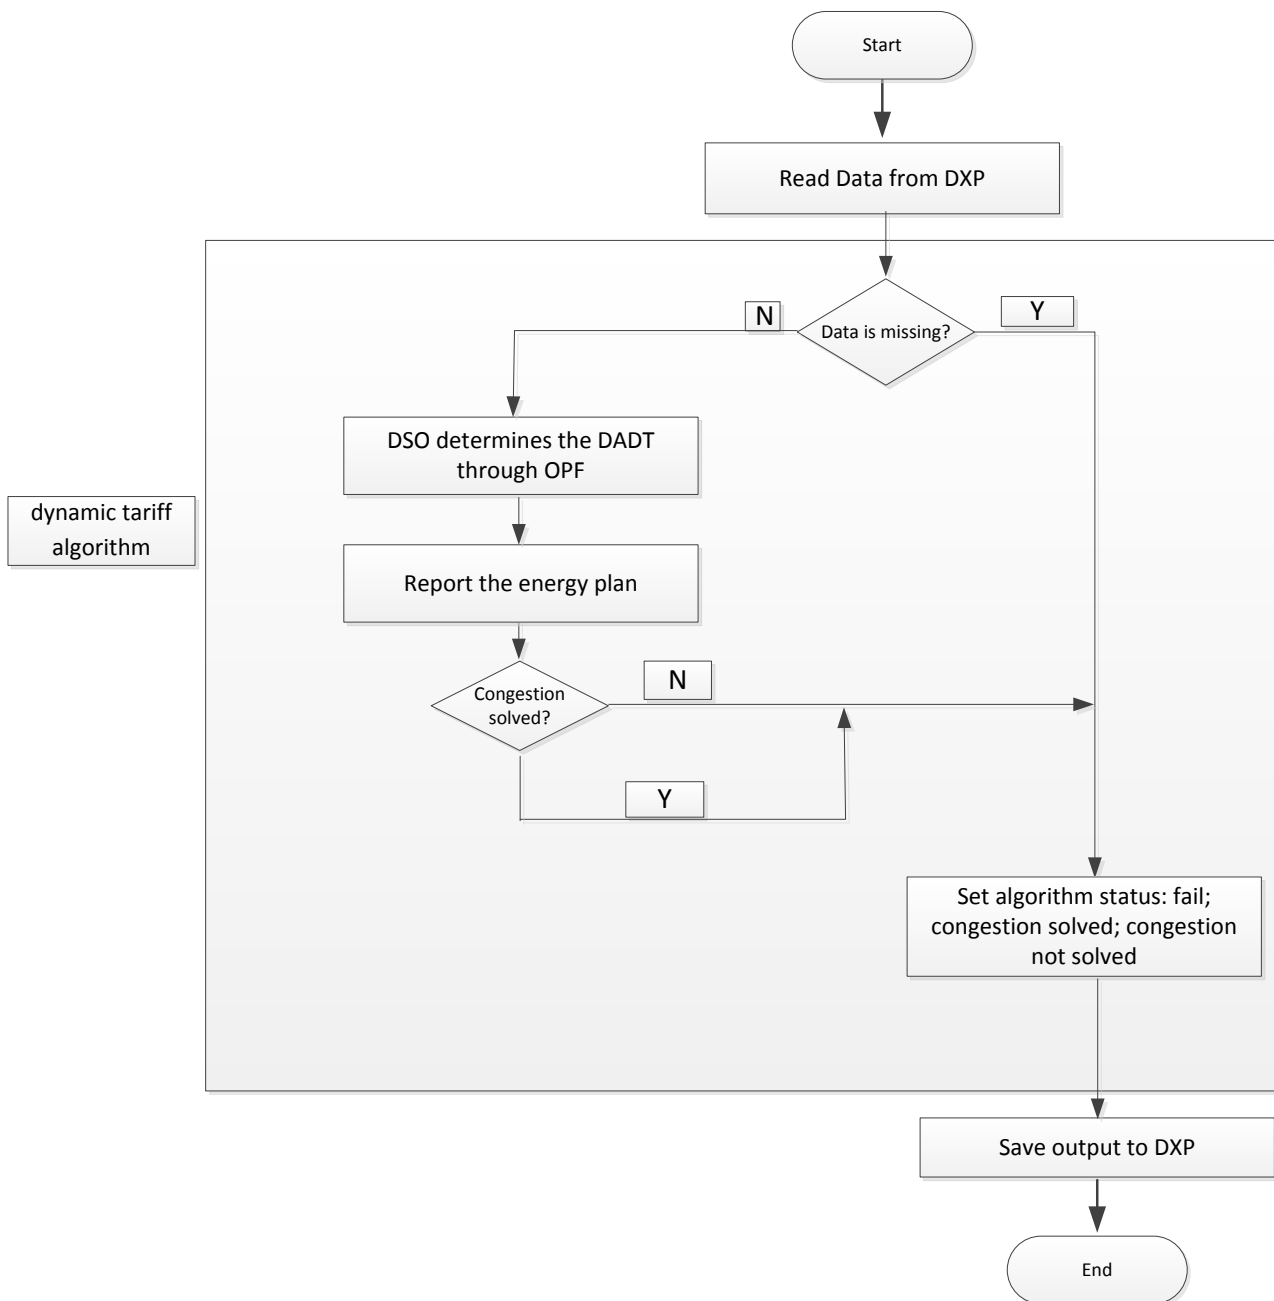 Start
Read Data from DXP
Data is missing?
N
Y
DSO determines the DADT
through OPF
dynamic tariff
algorithm
Report the energy plan
Congestion
solved?
N
Y
Set algorithm status: fail;
congestion solved; congestion
not solved
Save output to DXP
End